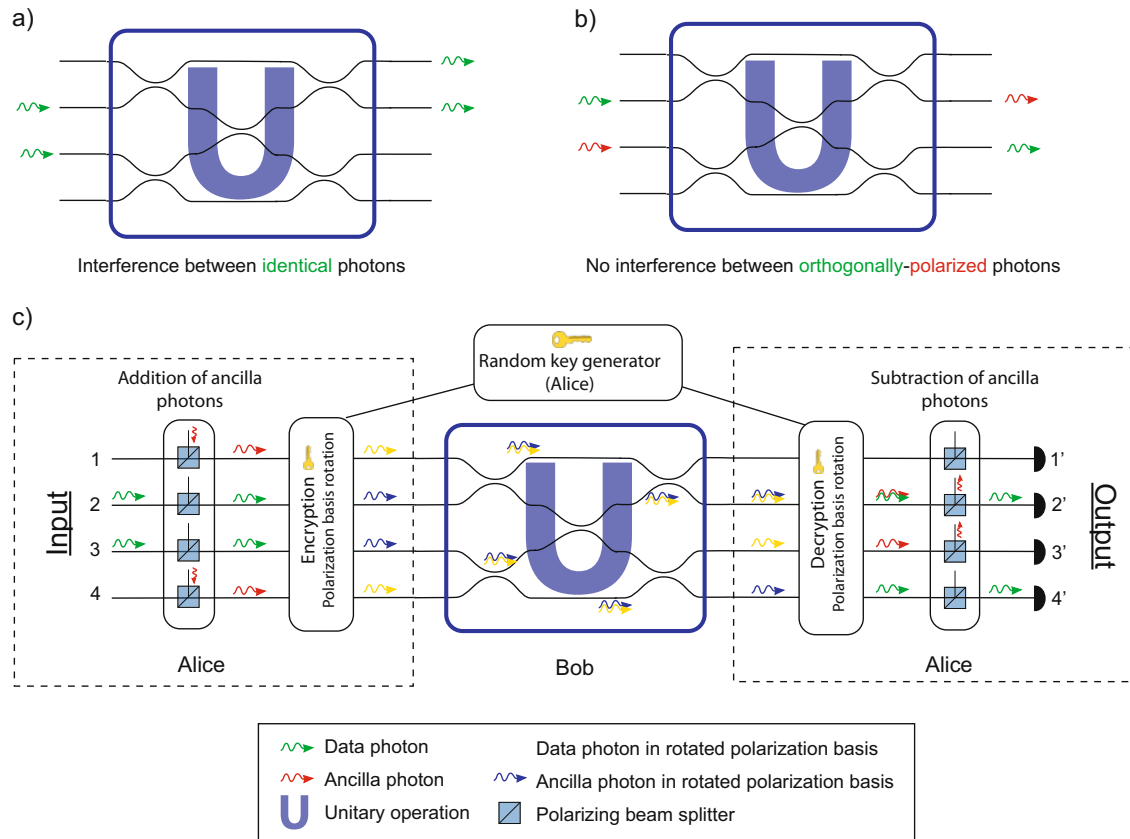 a)
Interference between identical photons
b)
No interference between orthogonally-polarized photons
c)
Addition of ancilla
photons
Input
1
2
3
4
Encryption
Polarization basis rotation
Alice
Random key generator
(Alice)
U
Bob
Subtraction of ancilla
photons
Decryption
Polarization basis rotation
1'
2'
3'
4'
Output
Alice
Data photon
Data photon in rotated polarization basis
Ancilla photon
Ancilla photon in rotated polarization basis
U Unitary operation
Polarizing beam splitter